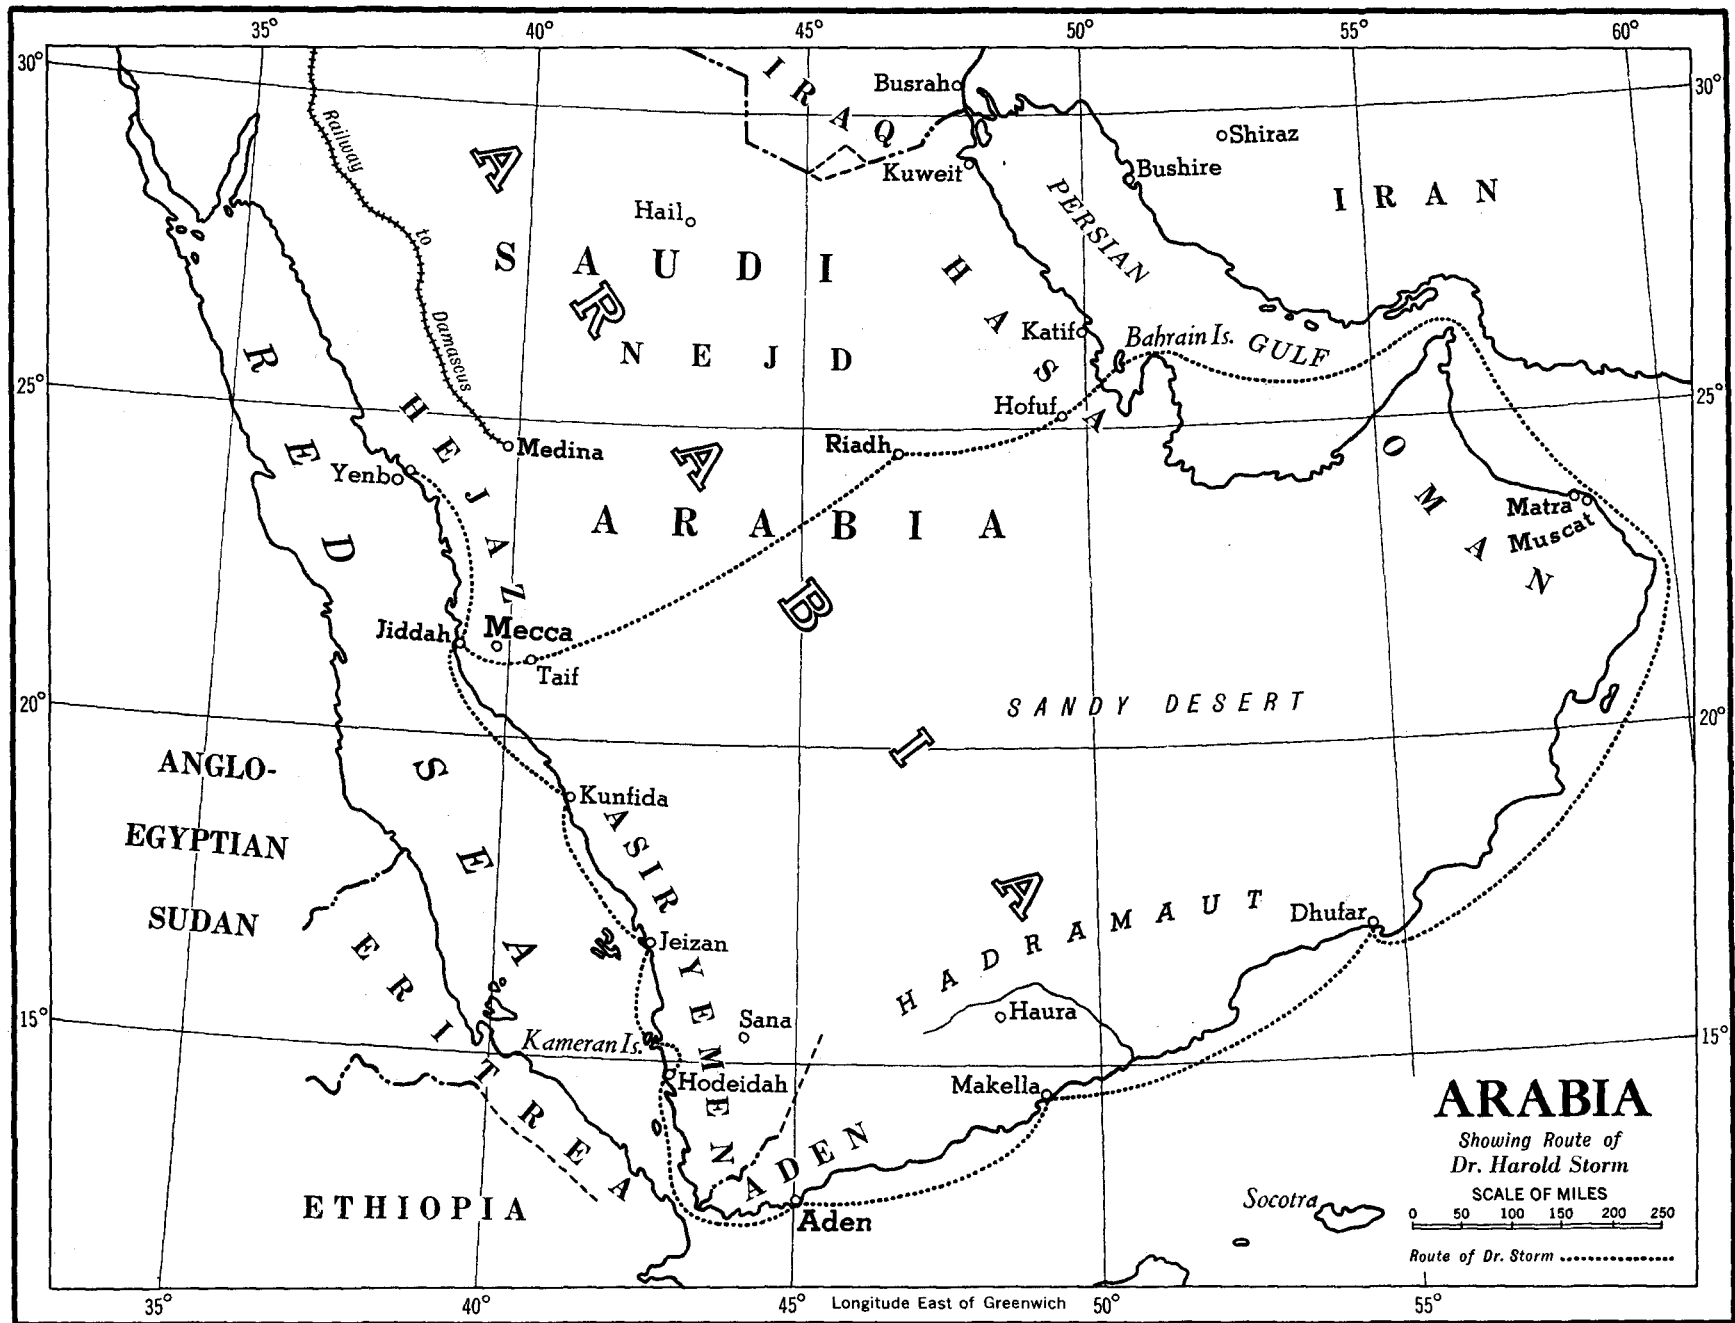 35° 40° 45° 50° 55° 60°
30° 30°
IRAQ
Busrah
Shiraz
Railway to Damascus
Kuweit
Bushire
IRAN
PERSIAN GULF
Hail
SAUDI ARABIA
ARABIA
HASA
NEJD
Katif
Bahrain Is.
25° 25°
RED SEA
HEJAZ
Hofuf
Medina
Riadh
Yenbo
OMAN
Matra
Muscat
Jiddah
Mecca
Taif
SANDY DESERT
20° 20°
ANGLO-
EGYPTIAN
SUDAN
Kunfida
ASIR
HADRAMAUT
Dhufar
Jeizan
YEMEN
ERITREA
15° 15°
Haura
Sana
Kameran Is.
Hodeidah
Makella
ADEN
ETHIOPIA
Aden
Socotra
ARABIA
Showing Route of
Dr. Harold Storm
SCALE OF MILES
0 50 100 150 200 250
Route of Dr. Storm
35° 40° 45° Longitude East of Greenwich 50° 55°